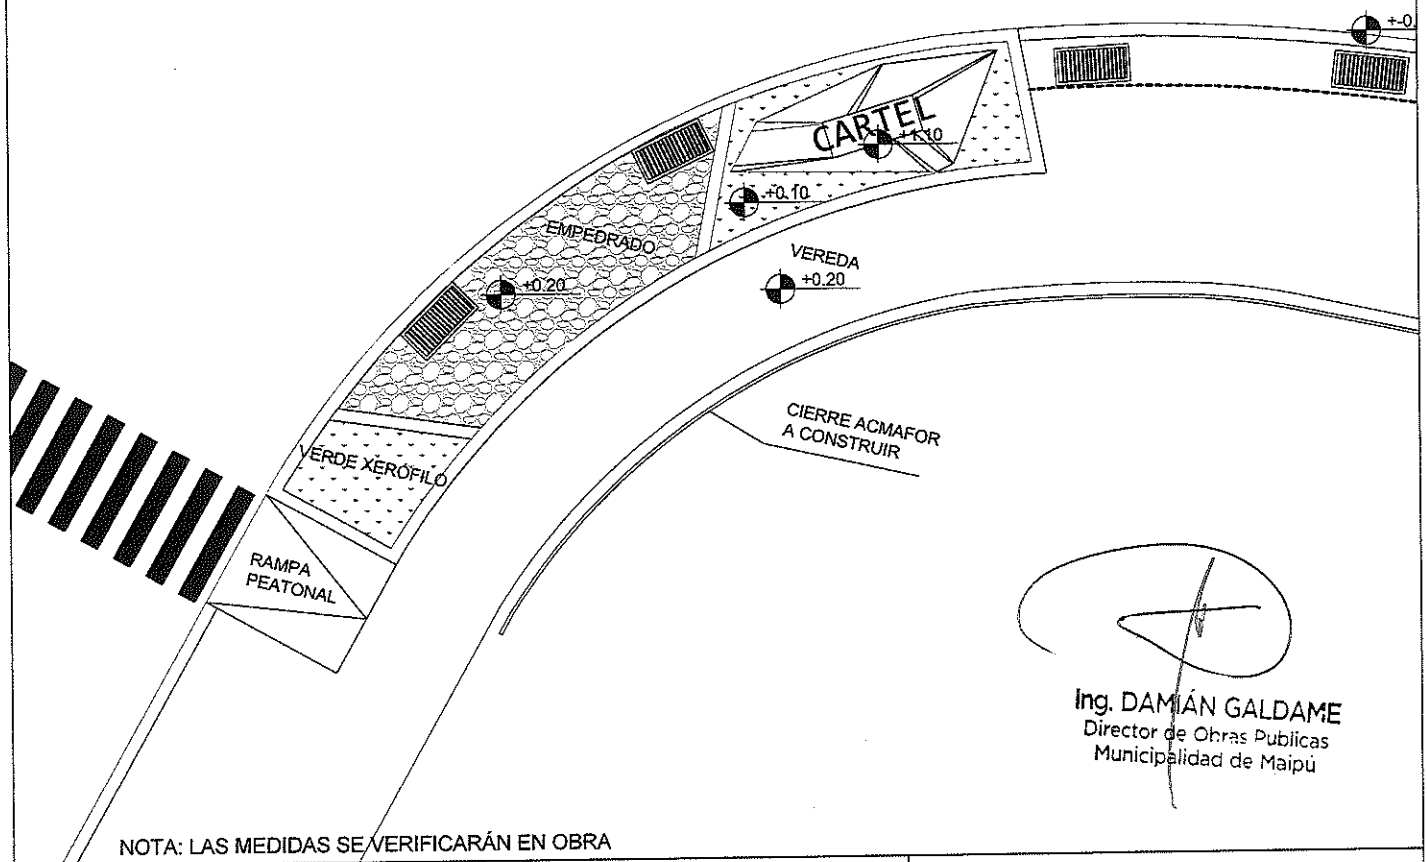 +-0.
CARTEL
+1.10
+0.10
EMPEDRADO
VEREDA
+0.20
+0.20
CIERRE ACMAFOR
A CONSTRUIR
VERDE XERÓFILO
RAMPA
PEATONAL
Ing. DAMIÁN GALDAME
Director de Obras Publicas
Municipalidad de Maipú
NOTA: LAS MEDIDAS SE VERIFICARÁN EN OBRA